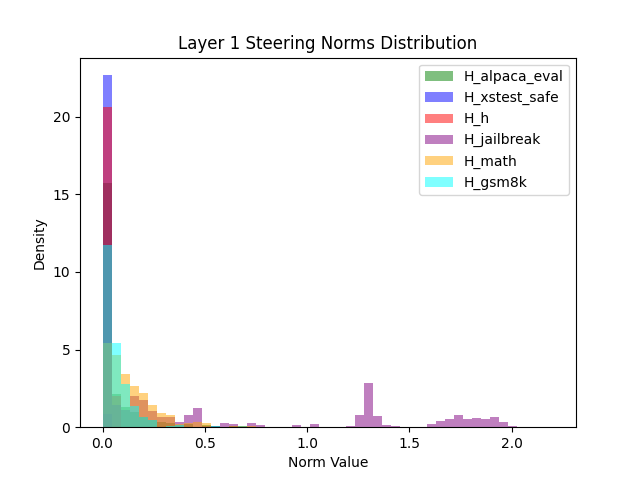 Layer 1 Steering Norms Distribution
H_alpaca_eval
H_xstest_safe
H_h
H_jailbreak
H_math
H_gsm8k
Density
20
15
10
5
0
0.0
0.5
1.0
1.5
2.0
Norm Value